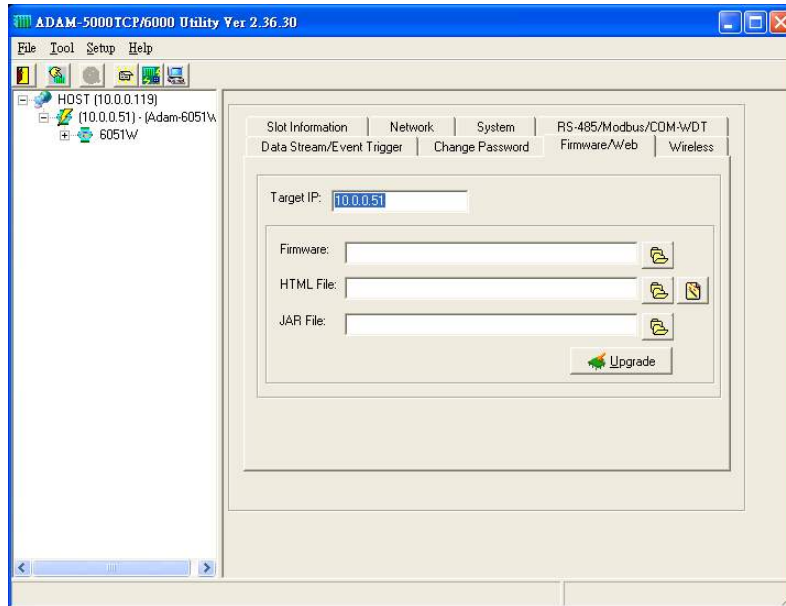 ADAM-5000TCP/6000 Utility Ver 2.36.30
File Tool Setup Help
HOST (10.0.0.119)
(10.0.0.51) - (Adam-6051W
6051W
Slot Information Network System RS-485/Modbus/COM-WDT
Data Stream/Event Trigger Change Password Firmware/Web Wireless
Target IP: 10.0.0.51
Firmware:
HTML File:
JAR File:
Upgrade